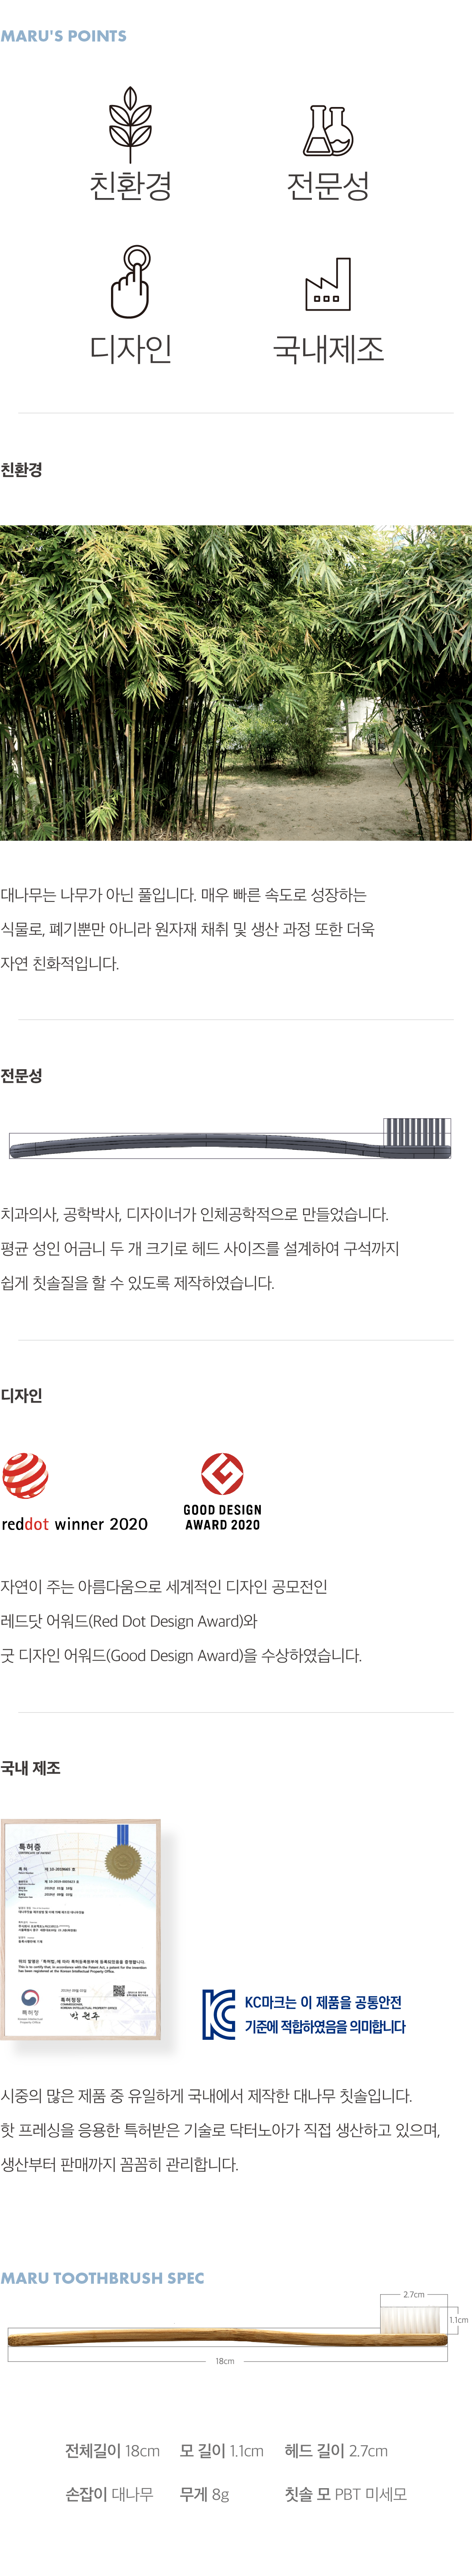 MARU'S POINTS
친환경
전문성
디자인
국내제조
친환경
대나무는 나무가 아닌 풀입니다. 매우 빠른 속도로 성장하는
식물로, 폐기뿐만 아니라 원자재 채취 및 생산 과정 또한 더욱
자연 친화적입니다.
전문성
치과의사, 공학박사, 디자이너가 인체공학적으로 만들었습니다.
평균 성인 어금니 두 개 크기로 헤드 사이즈를 설계하여 구석까지
쉽게 칫솔질을 할 수 있도록 제작하였습니다.
디자인
reddot winner 2020
GOOD DESIGN
AWARD 2020
자연이 주는 아름다움으로 세계적인 디자인 공모전인
레드닷 어워드(Red Dot Design Award)와
굿 디자인 어워드(Good Design Award)을 수상하였습니다.
국내 제조
특허증
CERTIFICATE OF PATENT
특허
특허청
특허청장
KC마크는 이 제품을 공통안전
기준에 적합하였음을 의미합니다
시중의 많은 제품 중 유일하게 국내에서 제작한 대나무 칫솔입니다.
핫 프레싱을 응용한 특허받은 기술로 닥터노아가 직접 생산하고 있으며,
생산부터 판매까지 꼼꼼히 관리합니다.
MARU TOOTHBRUSH SPEC
2.7cm
1.1cm
18cm
전체길이 18cm 모 길이 1.1cm 헤드 길이 2.7cm
손잡이 대나무 무게 8g 칫솔 모 PBT 미세모